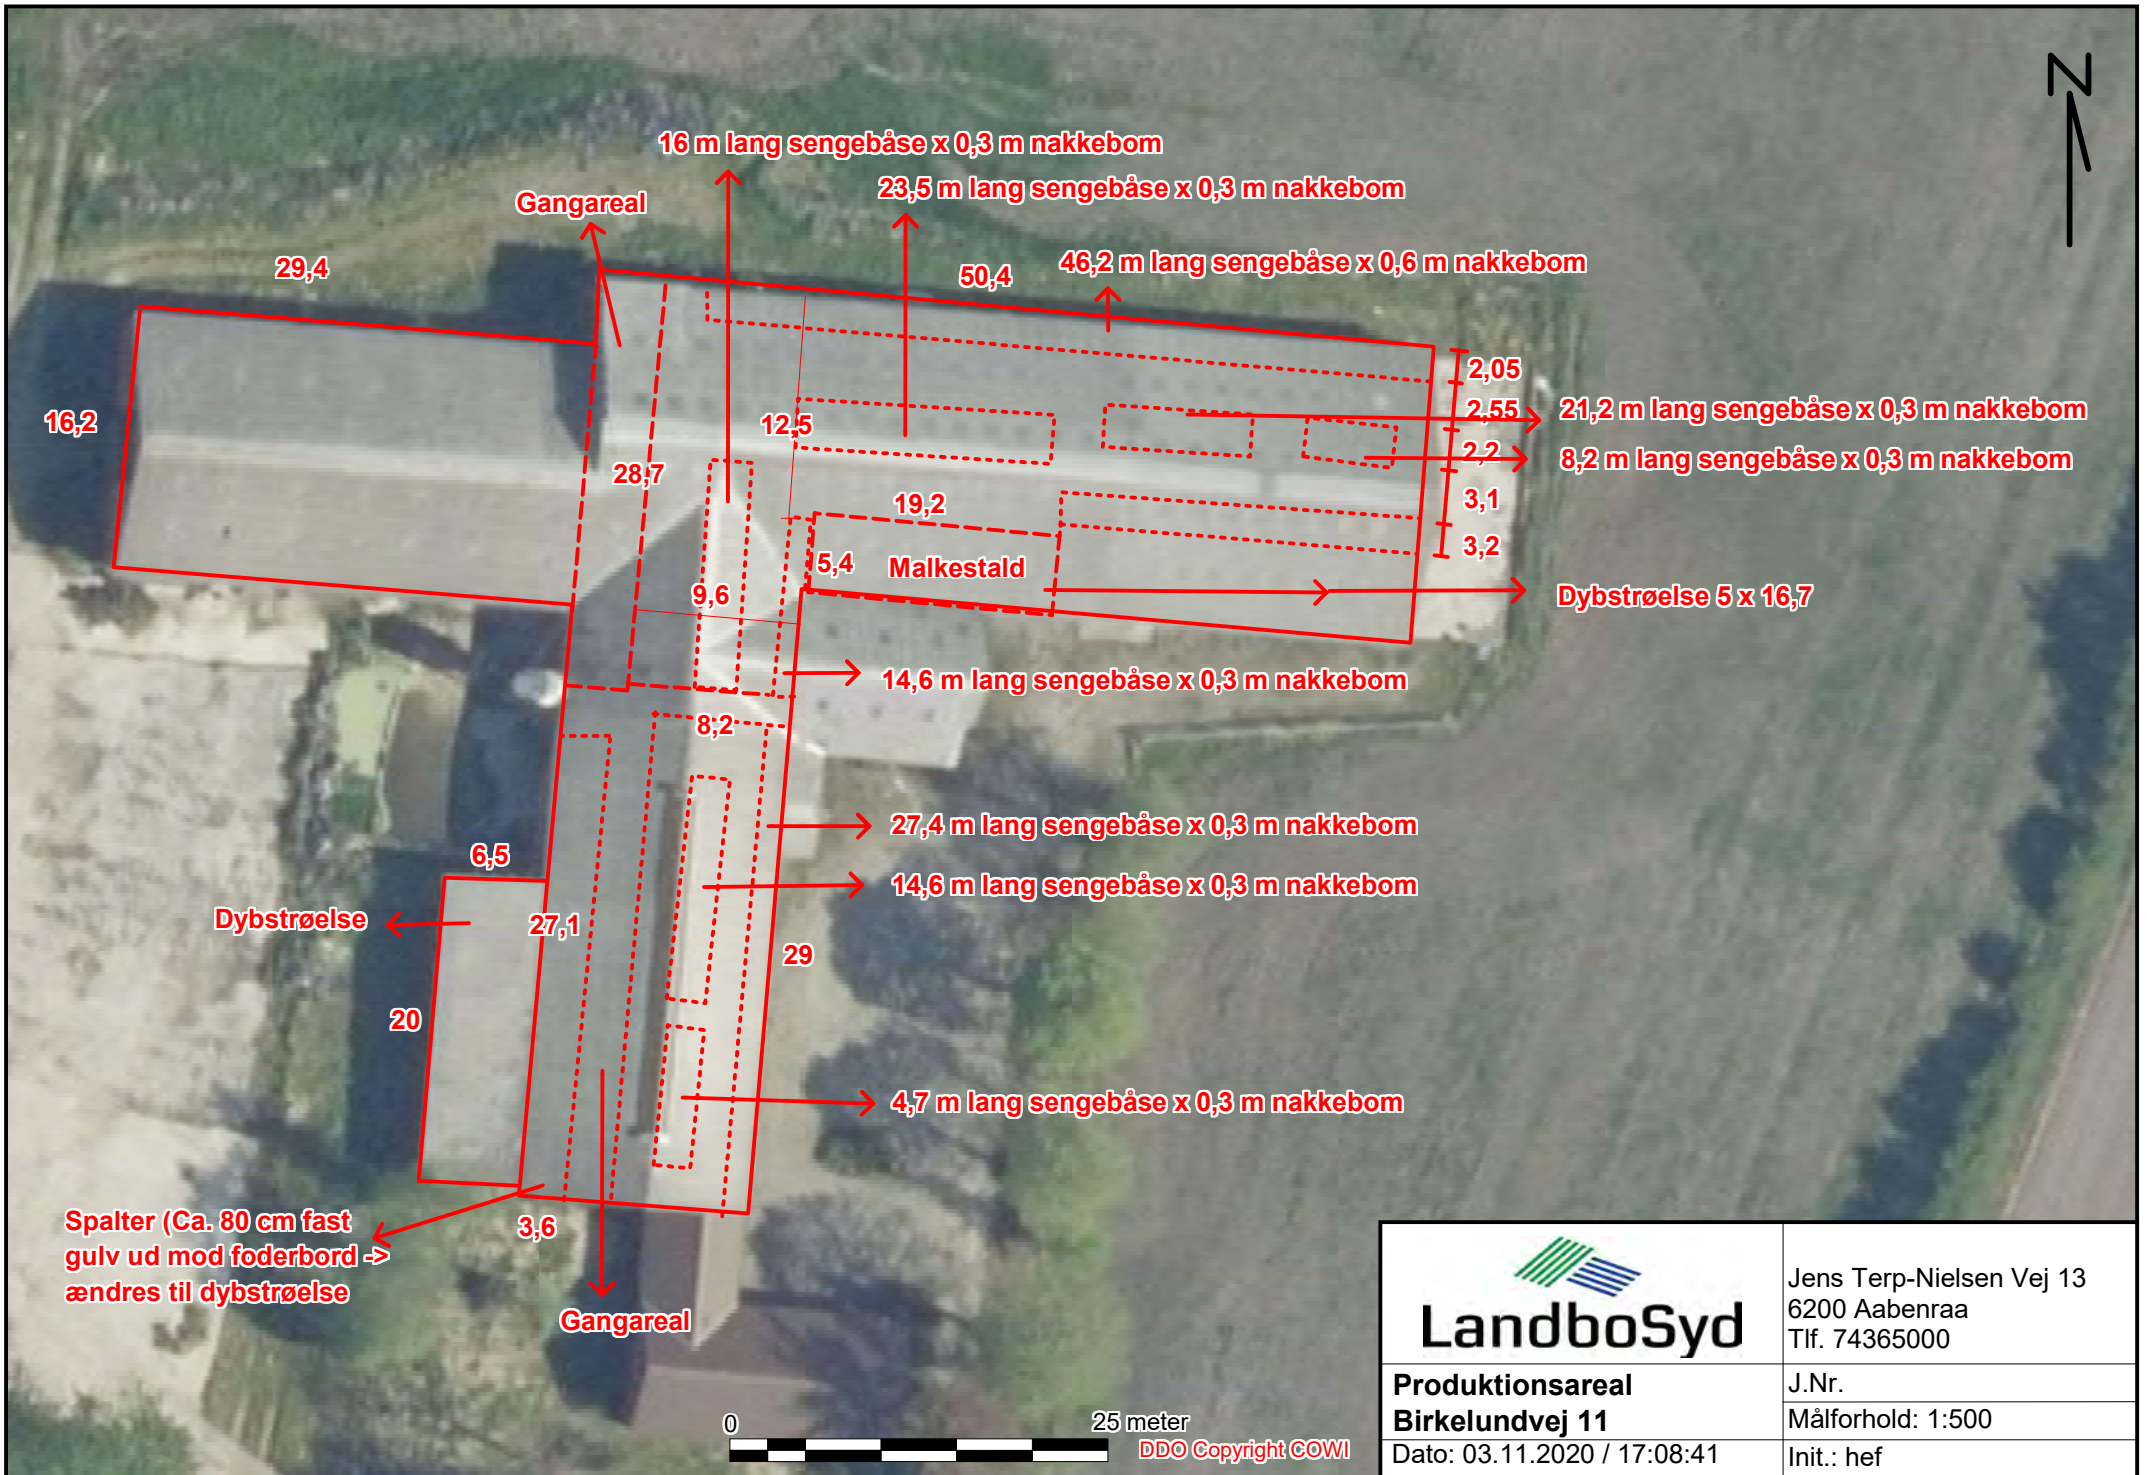 N
16 m lang sengebåse x 0,3 m nakkebom
23,5 m lang sengebåse x 0,3 m nakkebom
Gangareal
46,2 m lang sengebåse x 0,6 m nakkebom
29,4
50,4
2,05
2,55
21,2 m lang sengebåse x 0,3 m nakkebom
16,2
12,5
2,2
8,2 m lang sengebåse x 0,3 m nakkebom
28,7
19,2
3,1
3,2
5,4
Malkestald
9,6
Dybstrøelse 5 x 16,7
14,6 m lang sengebåse x 0,3 m nakkebom
8,2
27,4 m lang sengebåse x 0,3 m nakkebom
6,5
14,6 m lang sengebåse x 0,3 m nakkebom
Dybstrøelse
27,1
29
20
4,7 m lang sengebåse x 0,3 m nakkebom
Spalter (Ca. 80 cm fast
gulv ud mod foderbord ->
ændres til dybstrøelse
3,6
Gangareal
0
25 meter
DDO Copyright COWI
LandboSyd
Jens Terp-Nielsen Vej 13
6200 Aabenraa
Tlf. 74365000
Produktionsareal
Birkelundvej 11
J.Nr.
Målforhold: 1:500
Dato: 03.11.2020 / 17:08:41
Init.: hef